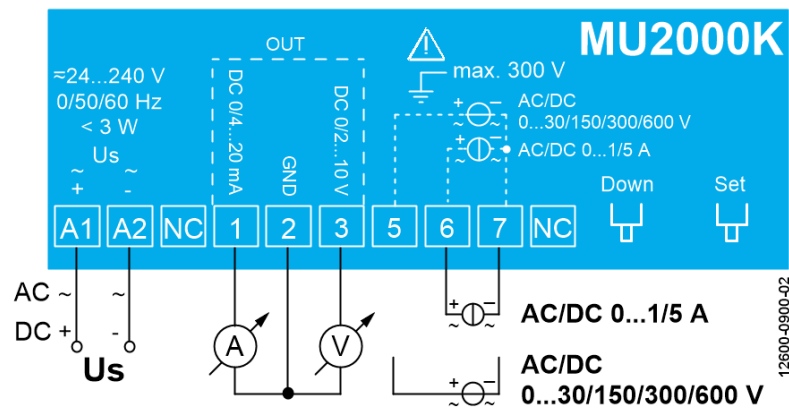 MU2000K
OUT
≂24...240 V
0/50/60 Hz
< 3 W
Us
~ ~
+ -
DC 0/4...20 mA
GND
DC 0/2...10 V
max. 300 V
+ -
~ ~
AC/DC
0...30/150/300/600 V
+ -
~ ~
AC/DC 0...1/5 A
Down
Set
A1 A2 NC 1 2 3 5 6 7 NC
AC ~ ~
DC + -
Us
A
V
+ -
~ ~
AC/DC 0...1/5 A
+ -
~ ~
AC/DC
0...30/150/300/600 V
12600-0900-02